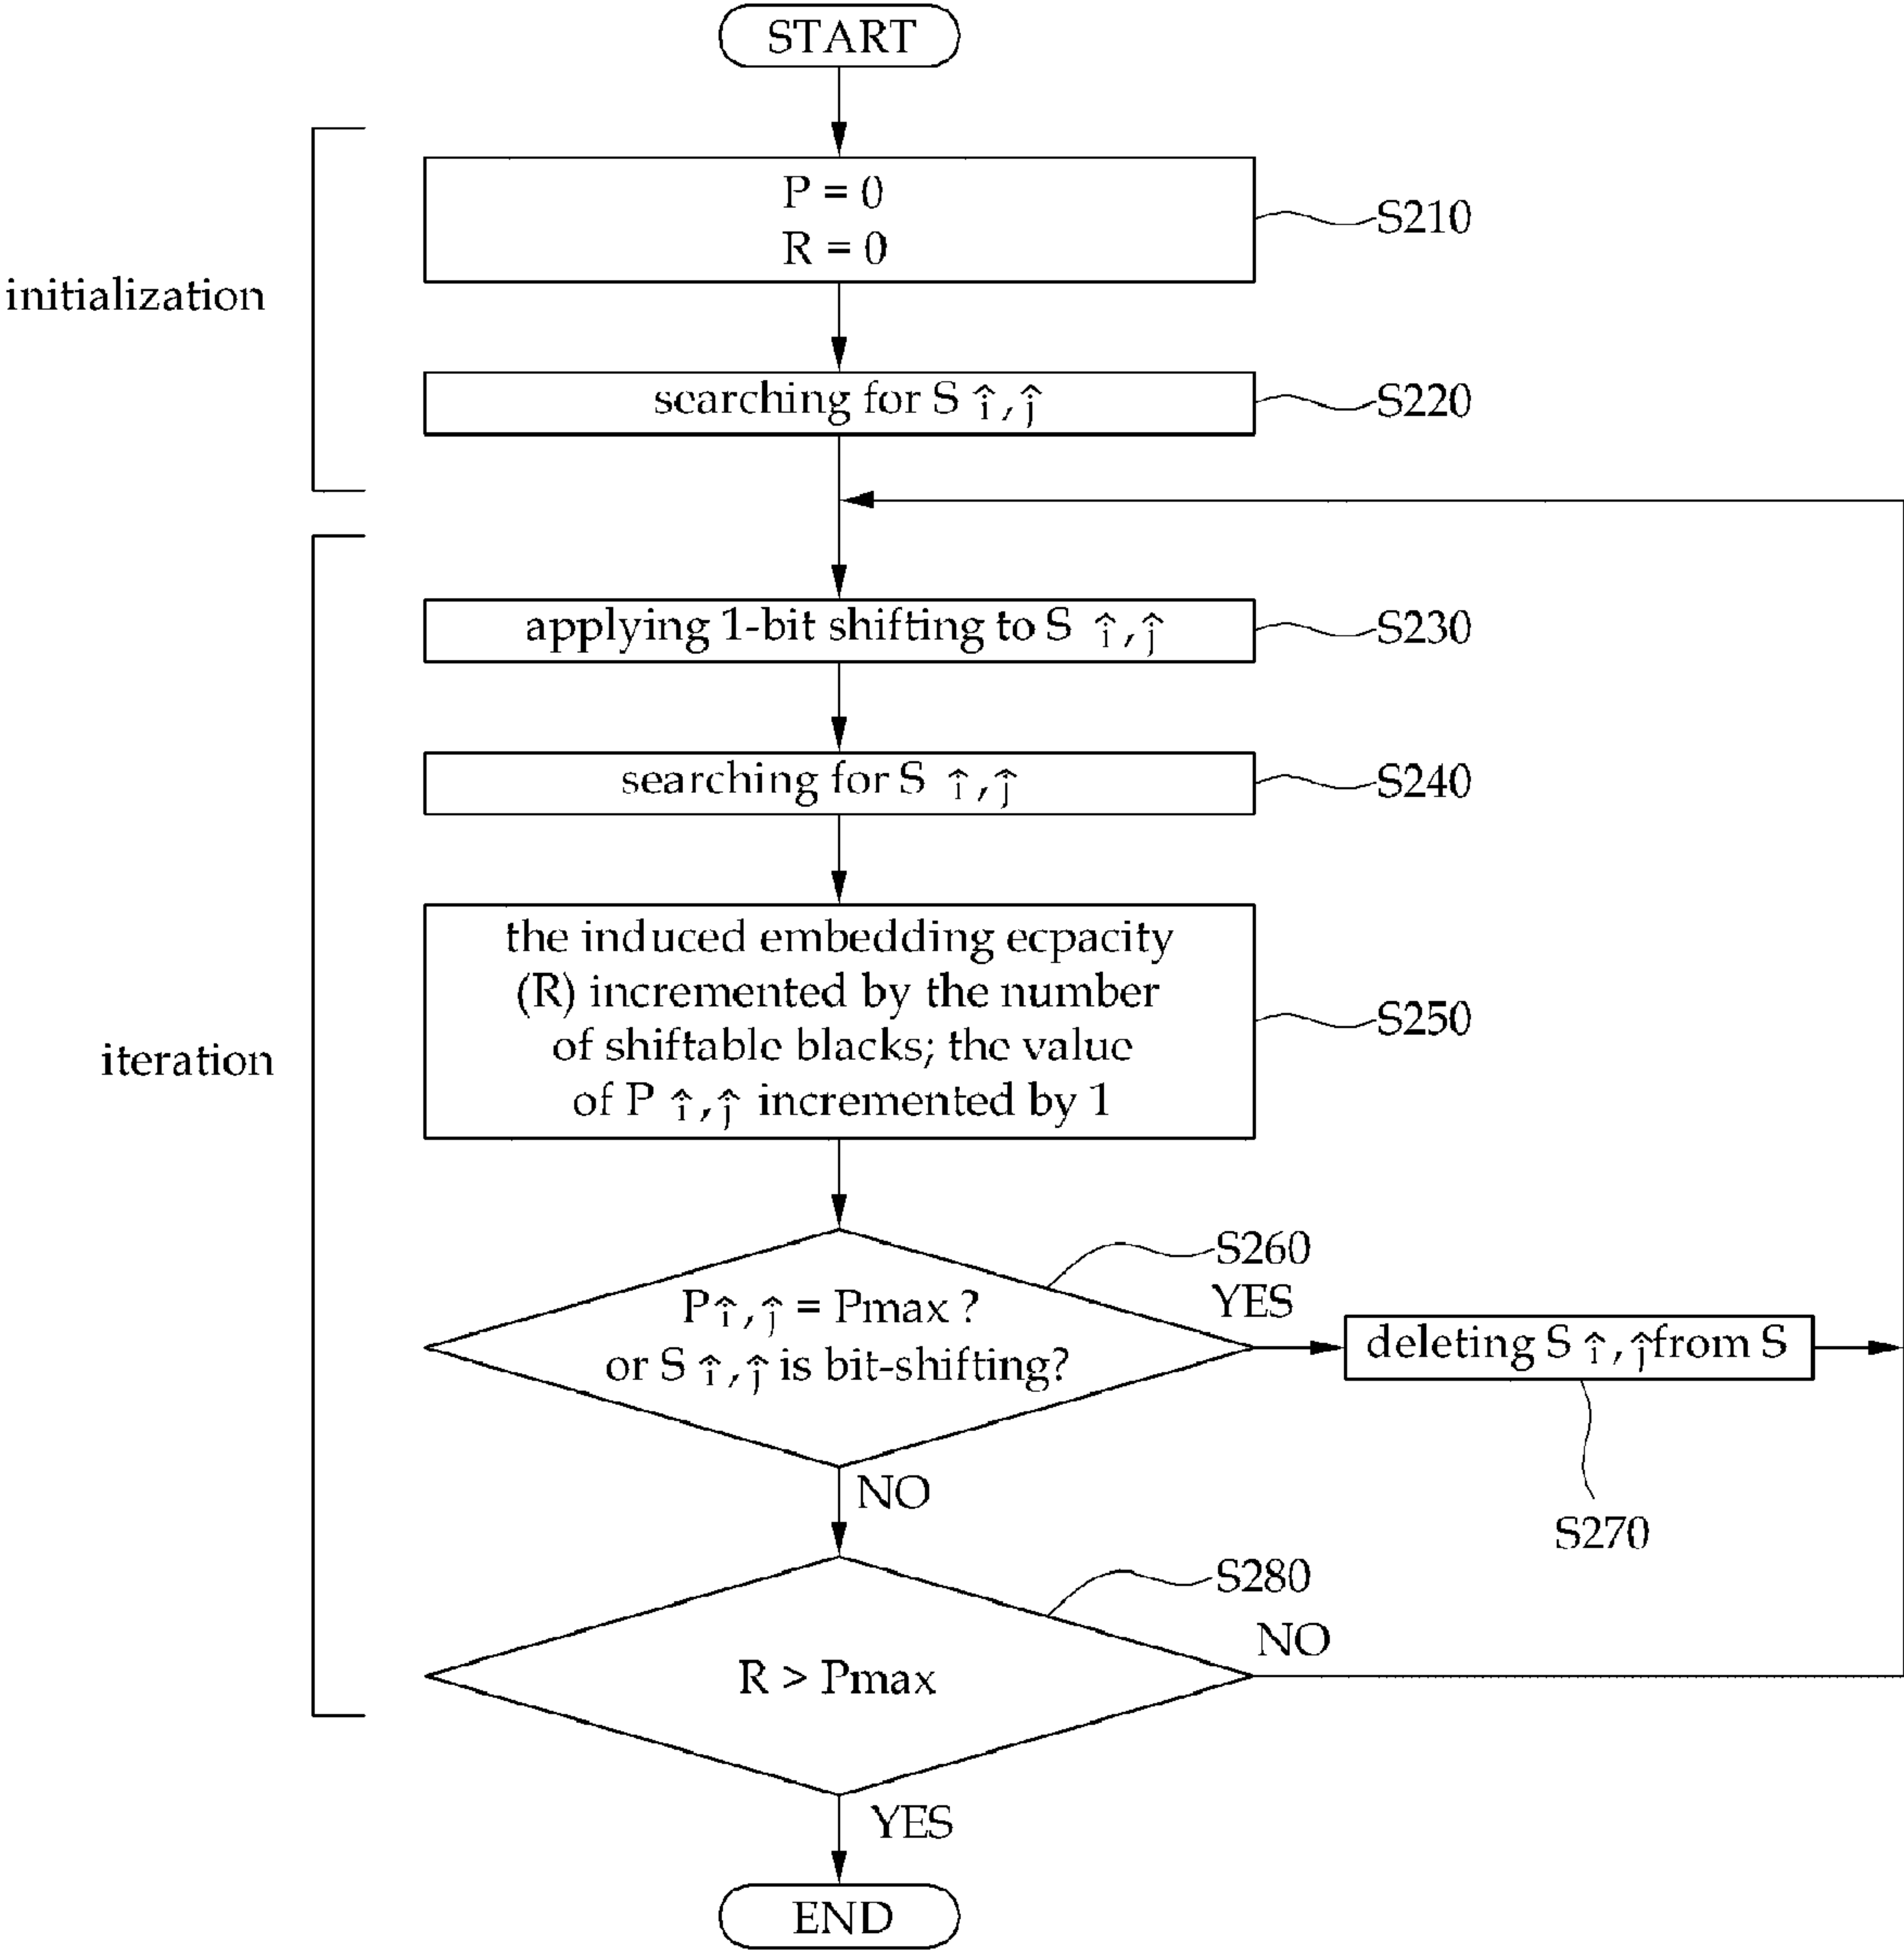 START
initialization
P = 0
R = 0
S210
searching for S î, ĵ
S220
iteration
applying 1-bit shifting to S î, ĵ
S230
searching for S î, ĵ
S240
the induced embedding ecpacity
(R) incremented by the number
of shiftable blacks; the value
of P î, ĵ incremented by 1
S250
S260
P î, ĵ = Pmax ?
or S î, ĵ is bit-shifting?
YES
deleting S î, ĵ from S
S270
NO
S280
R > Pmax
NO
YES
END